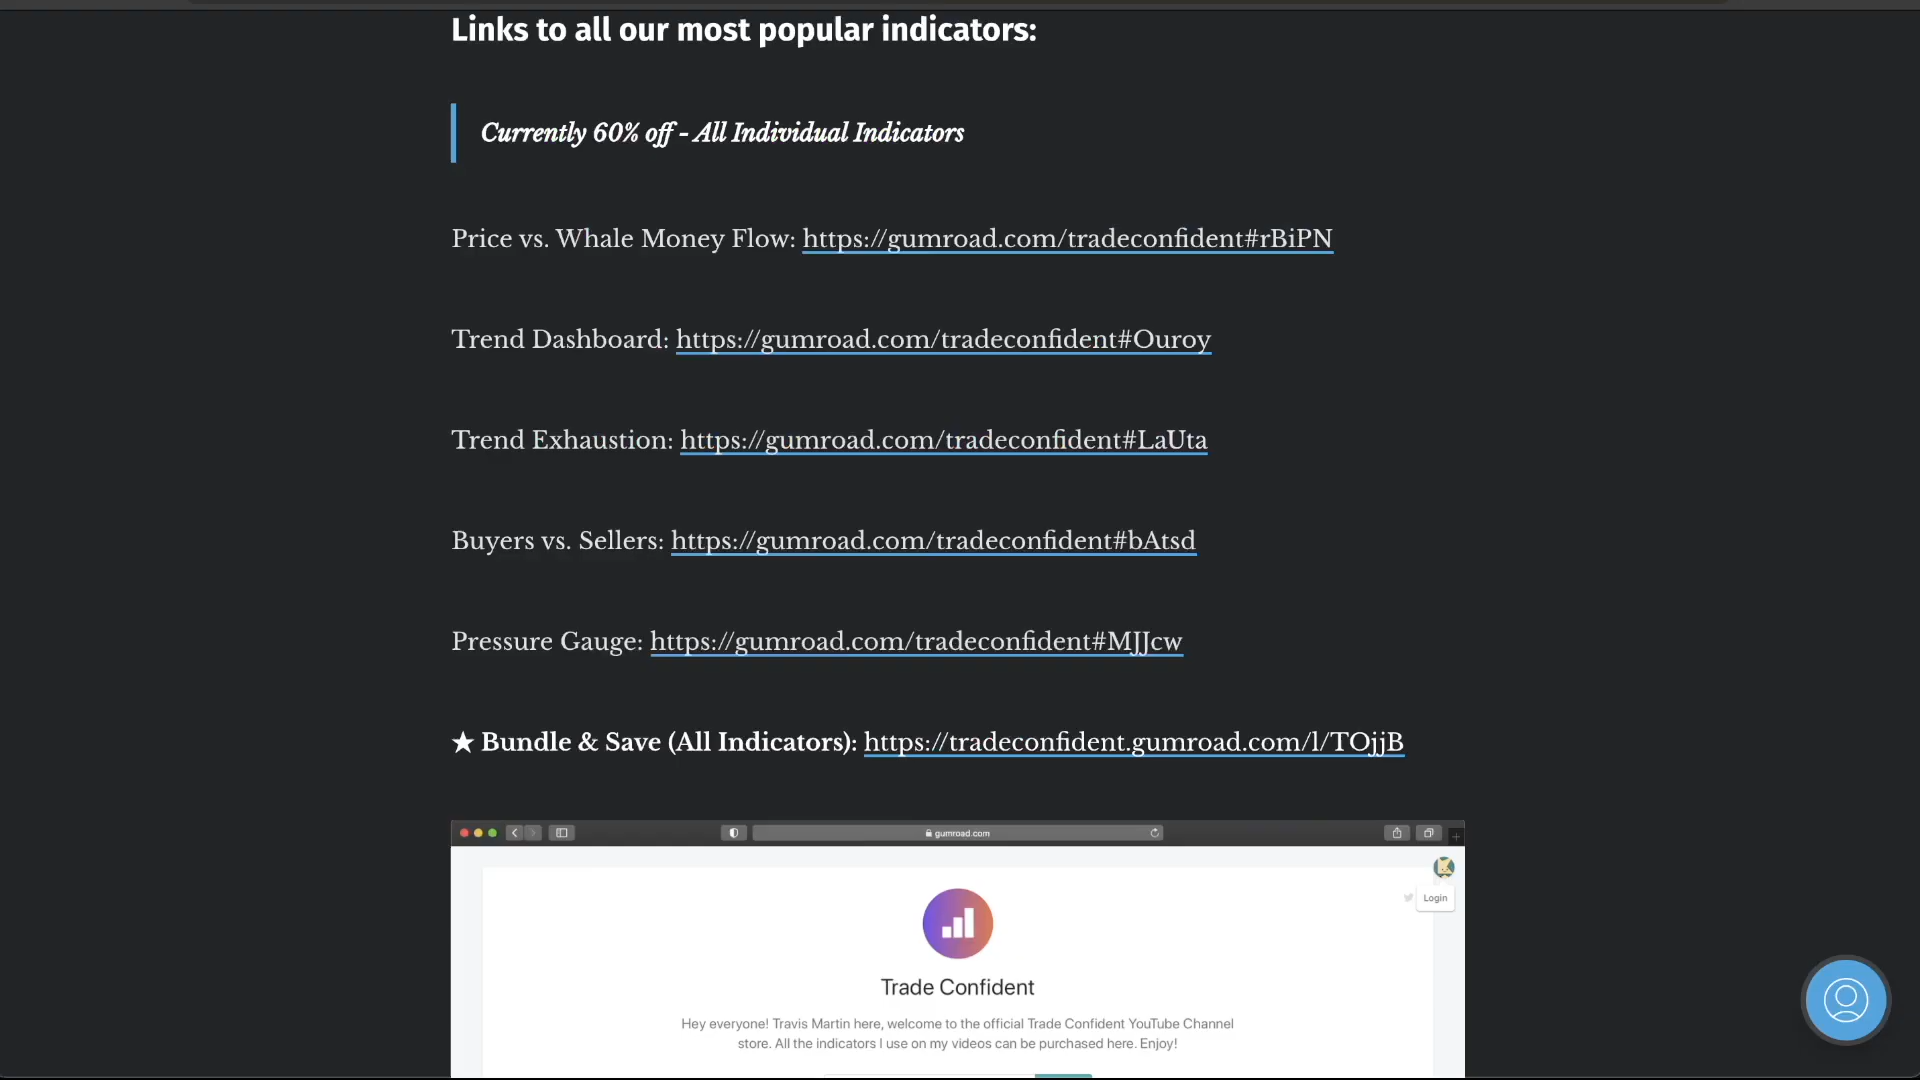 Links to all our most popular indicators:
Currently 60% off - All Individual Indicators
Price vs. Whale Money Flow: https://gumroad.com/tradeconfident#rBiPN
Trend Dashboard: https://gumroad.com/tradeconfident#Ouroy
Trend Exhaustion: https://gumroad.com/tradeconfident#LaUta
Buyers vs. Sellers: https://gumroad.com/tradeconfident#bAtsd
Pressure Gauge: https://gumroad.com/tradeconfident#MJJcw
★ Bundle & Save (All Indicators): https://tradeconfident.gumroad.com/l/TOjjB
gumroad.com
Login
Trade Confident
Hey everyone! Travis Martin here, welcome to the official Trade Confident YouTube Channel
store. All the indicators I use on my videos can be purchased here. Enjoy!